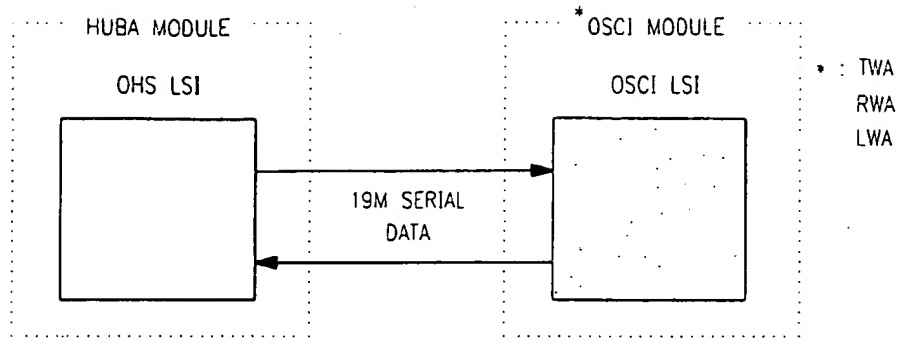 HUBA MODULE
*OSCI MODULE
OHS LSI
OSCI LSI
* : TWA
RWA
LWA
19M SERIAL
DATA